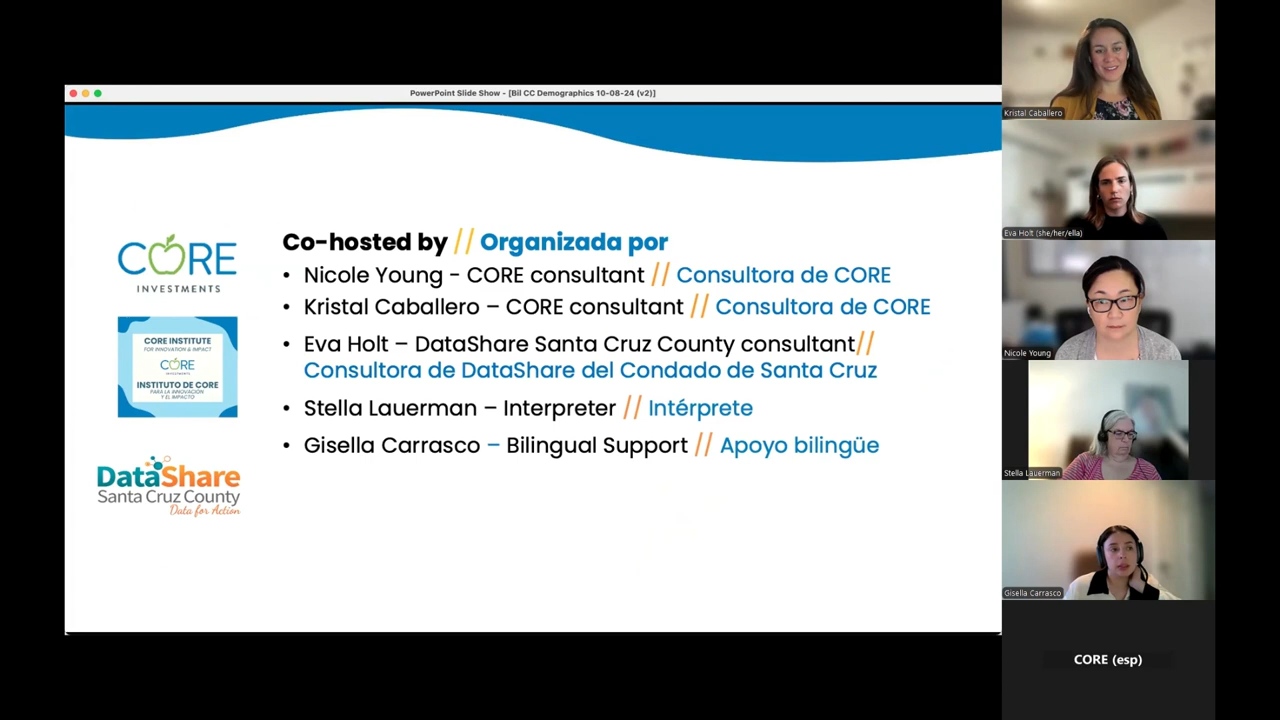 PowerPoint Slide Show - [Bil CC Demographics 10-08-24 (v2)]
CORE
INVESTMENTS
CORE INSTITUTE
FOR INNOVATION & IMPACT
CORE
INVESTMENTS
INSTITUTO DE CORE
PARA LA INNOVACIÓN
Y EL IMPACTO
DataShare
Santa Cruz County
Data for Action
Co-hosted by // Organizada por
• Nicole Young - CORE consultant // Consultora de CORE
• Kristal Caballero – CORE consultant // Consultora de CORE
• Eva Holt – DataShare Santa Cruz County consultant//
Consultora de DataShare del Condado de Santa Cruz
• Stella Lauerman – Interpreter // Intérprete
• Gisella Carrasco – Bilingual Support // Apoyo bilingüe
Kristal Caballero
Eva Holt (she/her/ella)
Nicole Young
Stella Lauerman
Gisella Carrasco
CORE (esp)